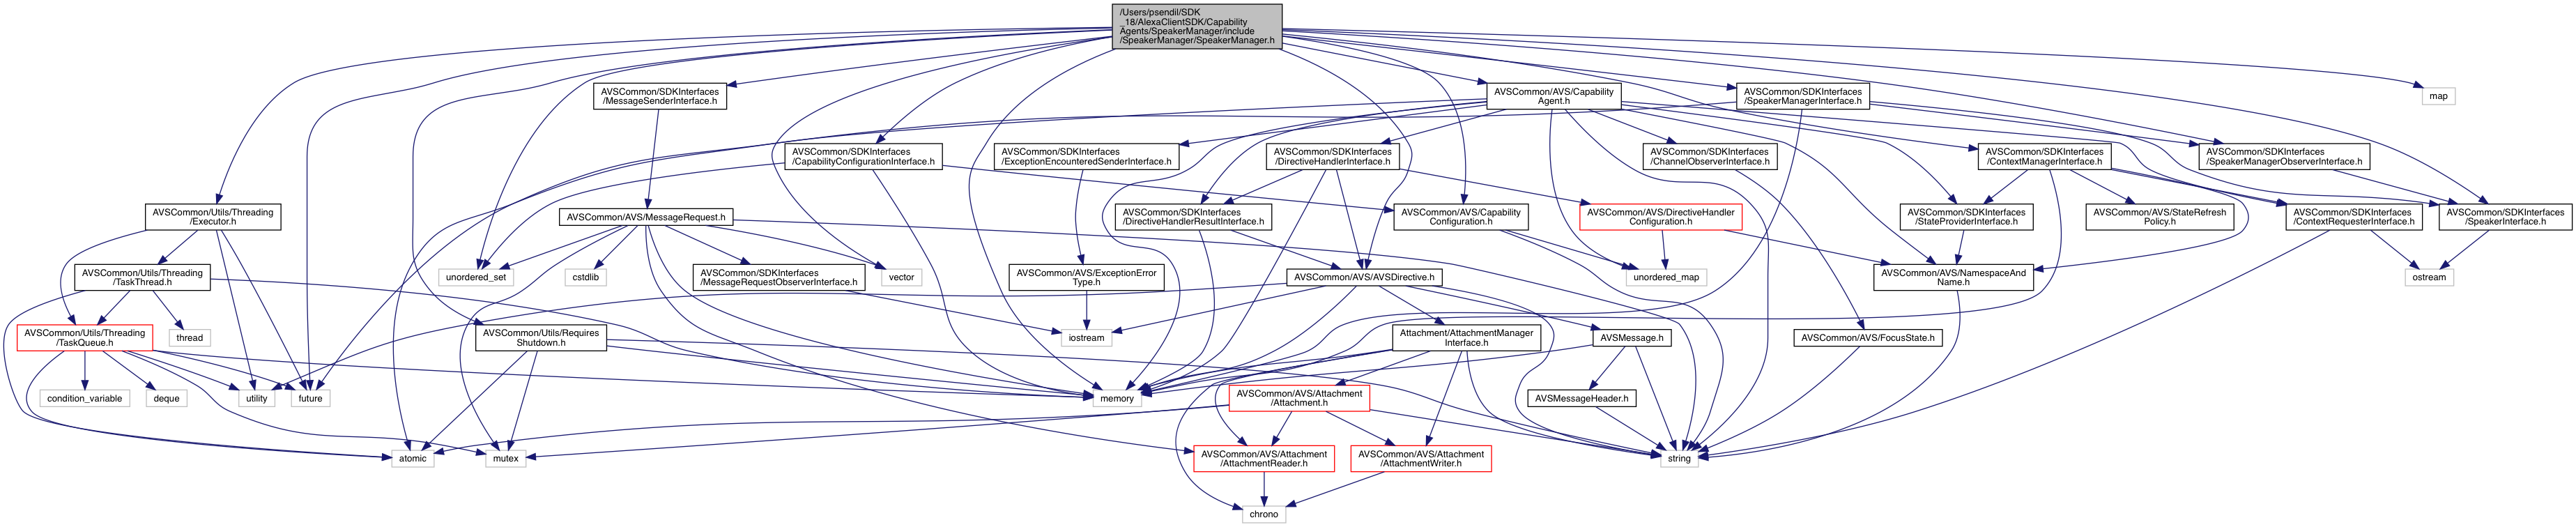 /Users/psendil/SDK
_18/AlexaClientSDK/Capability
Agents/SpeakerManager/include
/SpeakerManager/SpeakerManager.h
AVSCommon/SDKInterfaces
/MessageSenderInterface.h
AVSCommon/AVS/Capability
Agent.h
AVSCommon/SDKInterfaces
/SpeakerManagerInterface.h
map
AVSCommon/SDKInterfaces
/CapabilityConfigurationInterface.h
AVSCommon/SDKInterfaces
/ExceptionEncounteredSenderInterface.h
AVSCommon/SDKInterfaces
/DirectiveHandlerInterface.h
AVSCommon/SDKInterfaces
/ChannelObserverInterface.h
AVSCommon/SDKInterfaces
/ContextManagerInterface.h
AVSCommon/SDKInterfaces
/SpeakerManagerObserverInterface.h
AVSCommon/Utils/Threading
/Executor.h
AVSCommon/AVS/MessageRequest.h
AVSCommon/SDKInterfaces
/DirectiveHandlerResultInterface.h
AVSCommon/AVS/Capability
Configuration.h
AVSCommon/AVS/DirectiveHandler
Configuration.h
AVSCommon/SDKInterfaces
/StateProviderInterface.h
AVSCommon/AVS/StateRefresh
Policy.h
AVSCommon/SDKInterfaces
/ContextRequesterInterface.h
AVSCommon/SDKInterfaces
/SpeakerInterface.h
AVSCommon/Utils/Threading
/TaskThread.h
unordered_set
cstdlib
AVSCommon/SDKInterfaces
/MessageRequestObserverInterface.h
vector
AVSCommon/AVS/ExceptionError
Type.h
AVSCommon/AVS/AVSDirective.h
unordered_map
AVSCommon/AVS/NamespaceAnd
Name.h
ostream
AVSCommon/Utils/Threading
/TaskQueue.h
thread
AVSCommon/Utils/Requires
Shutdown.h
iostream
Attachment/AttachmentManager
Interface.h
AVSMessage.h
AVSCommon/AVS/FocusState.h
condition_variable
deque
utility
future
memory
AVSCommon/AVS/Attachment
/Attachment.h
AVSMessageHeader.h
atomic
mutex
AVSCommon/AVS/Attachment
/AttachmentReader.h
AVSCommon/AVS/Attachment
/AttachmentWriter.h
string
chrono